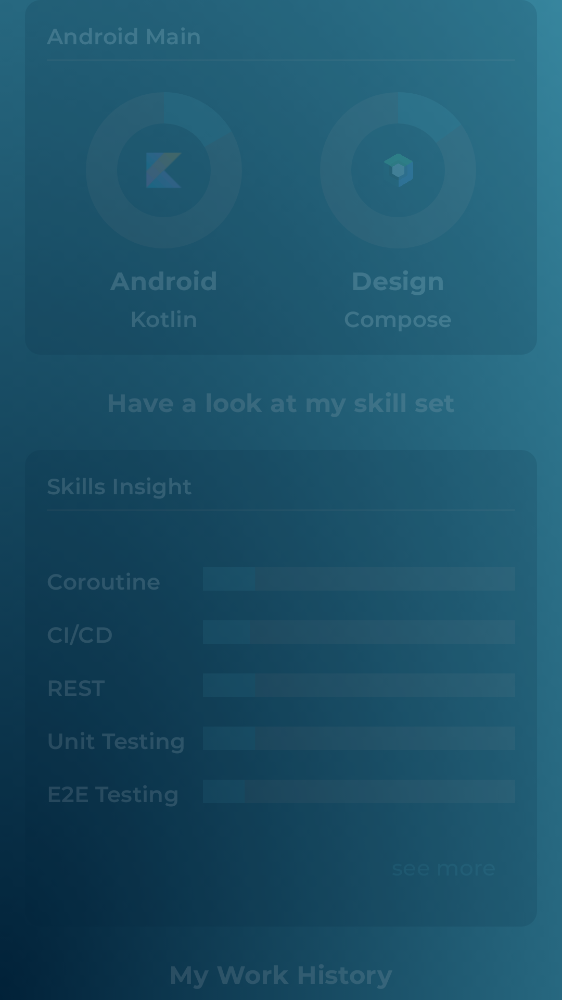 Android Main
Android
Design
Kotlin
Compose
Have a look at my skill set
Skills Insight
Coroutine
CI/CD
REST
Unit Testing
E2E Testing
see more
My Work History